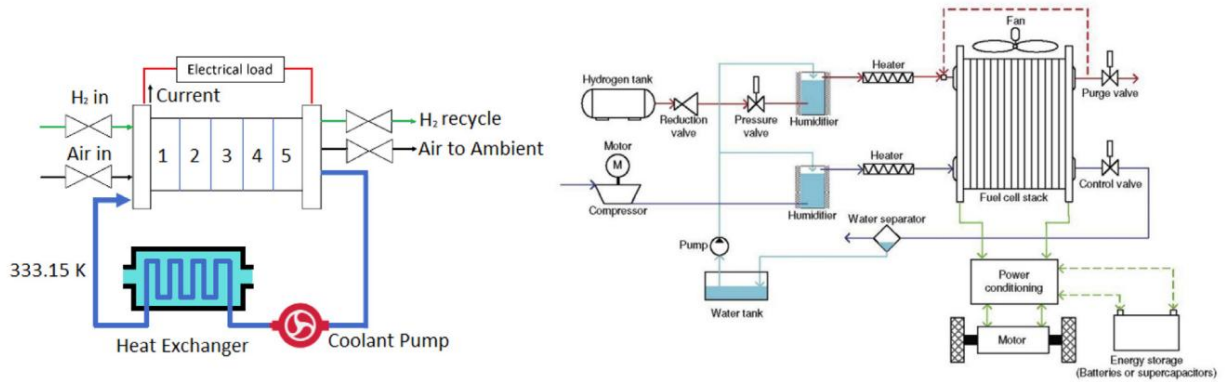 Electrical load
H₂ in
Current
H₂ recycle
Air in
1 2 3 4 5
Air to Ambient
333.15 K
Heat Exchanger
Coolant Pump
Fan
Hydrogen tank
Heater
Reduction
valve
Pressure
valve
Humidifier
Purge valve
Motor
M
Heater
Compressor
Humidifier
Control valve
Fuel cell stack
Water separator
Pump
Water tank
Power
conditioning
Motor
Energy storage
(Batteries or supercapacitors)